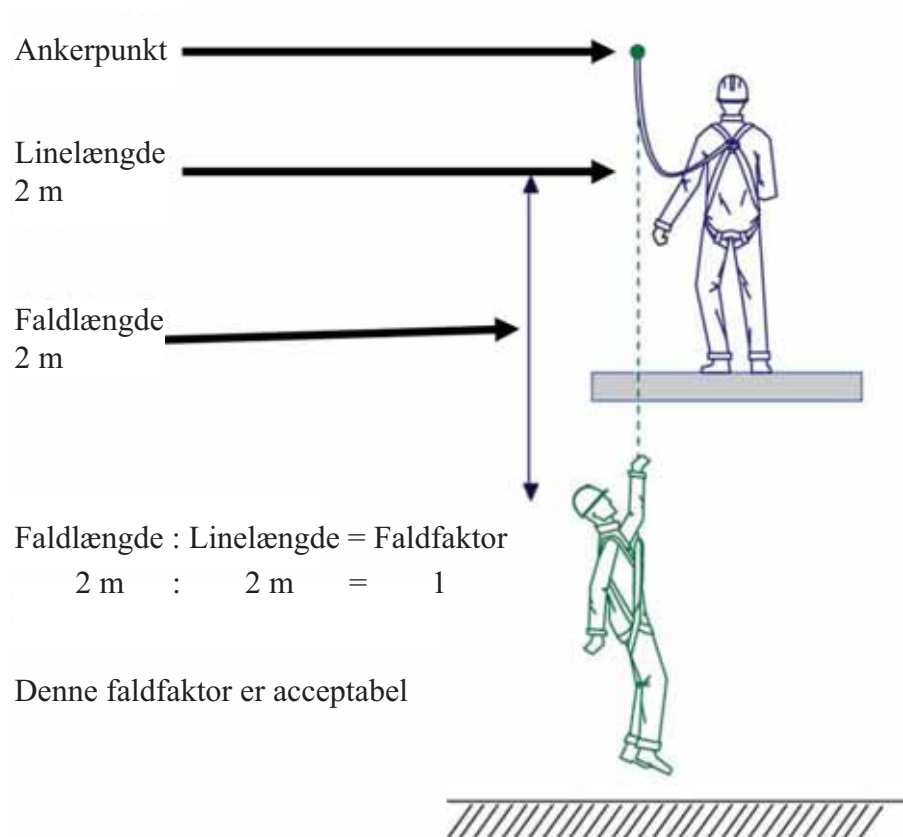 Ankerpunkt
Linelængde
2 m
Faldlængde
2 m
Faldlængde : Linelængde = Faldfaktor
2 m : 2 m = 1
Denne faldfaktor er acceptabel